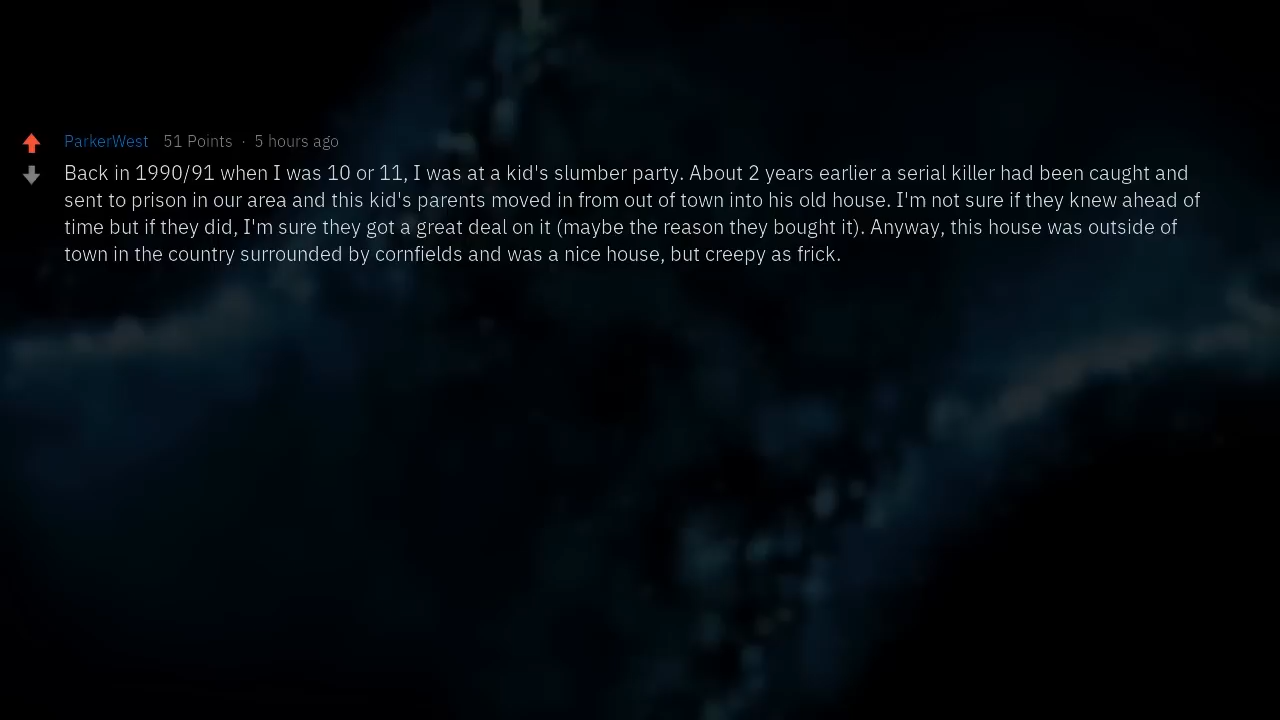 ParkerWest 51 Points · 5 hours ago
Back in 1990/91 when I was 10 or 11, I was at a kid's slumber party. About 2 years earlier a serial killer had been caught and
sent to prison in our area and this kid's parents moved in from out of town into his old house. I'm not sure if they knew ahead of
time but if they did, I'm sure they got a great deal on it (maybe the reason they bought it). Anyway, this house was outside of
town in the country surrounded by cornfields and was a nice house, but creepy as frick.